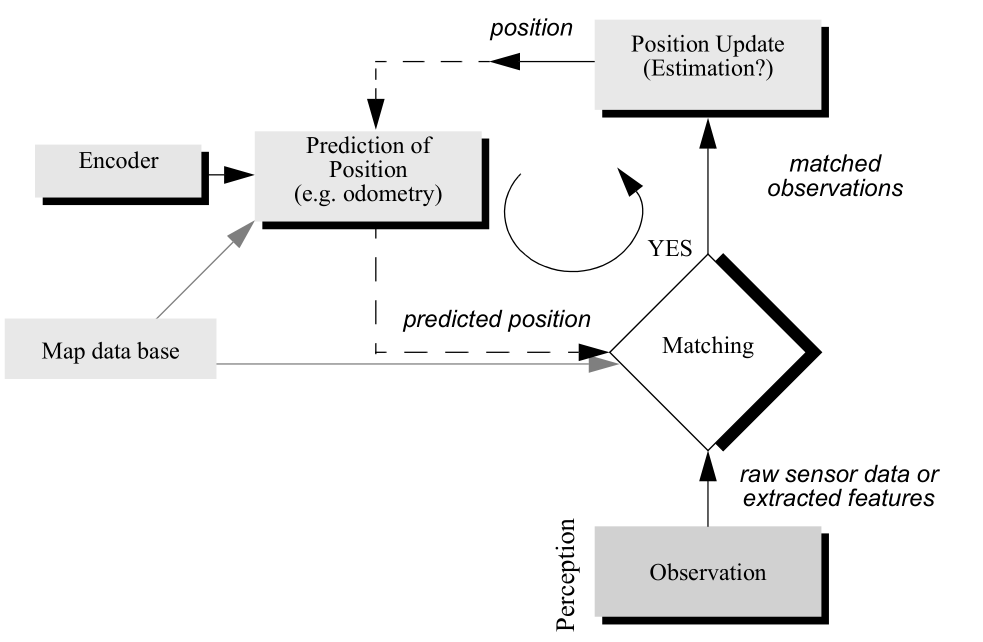 position
Position Update
(Estimation?)
Encoder
Prediction of
Position
(e.g. odometry)
matched
observations
YES
predicted position
Map data base
Matching
raw sensor data or
extracted features
Perception
Observation